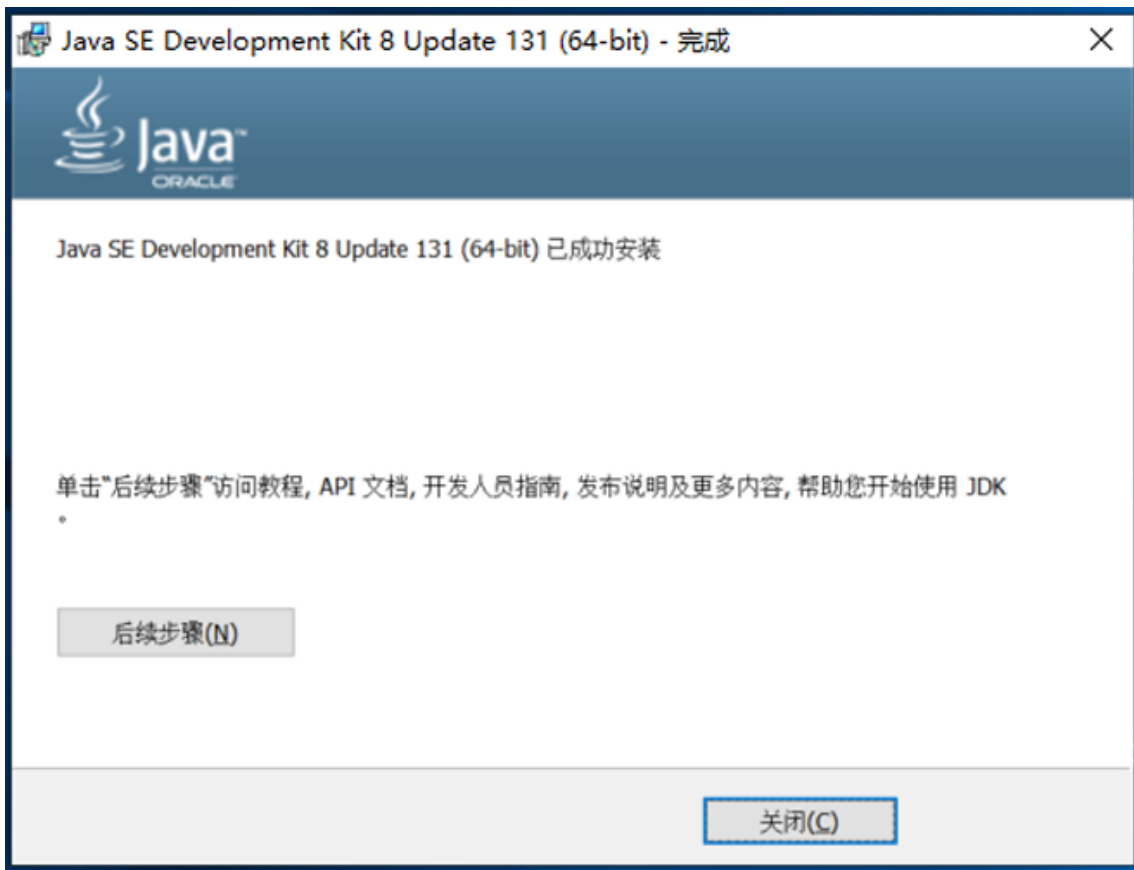 Java SE Development Kit 8 Update 131 (64-bit) - 完成
Java™
ORACLE
Java SE Development Kit 8 Update 131 (64-bit) 已成功安装
单击"后续步骤"访问教程, API 文档, 开发人员指南, 发布说明及更多内容, 帮助您开始使用 JDK
。
后续步骤(N)
关闭(C)